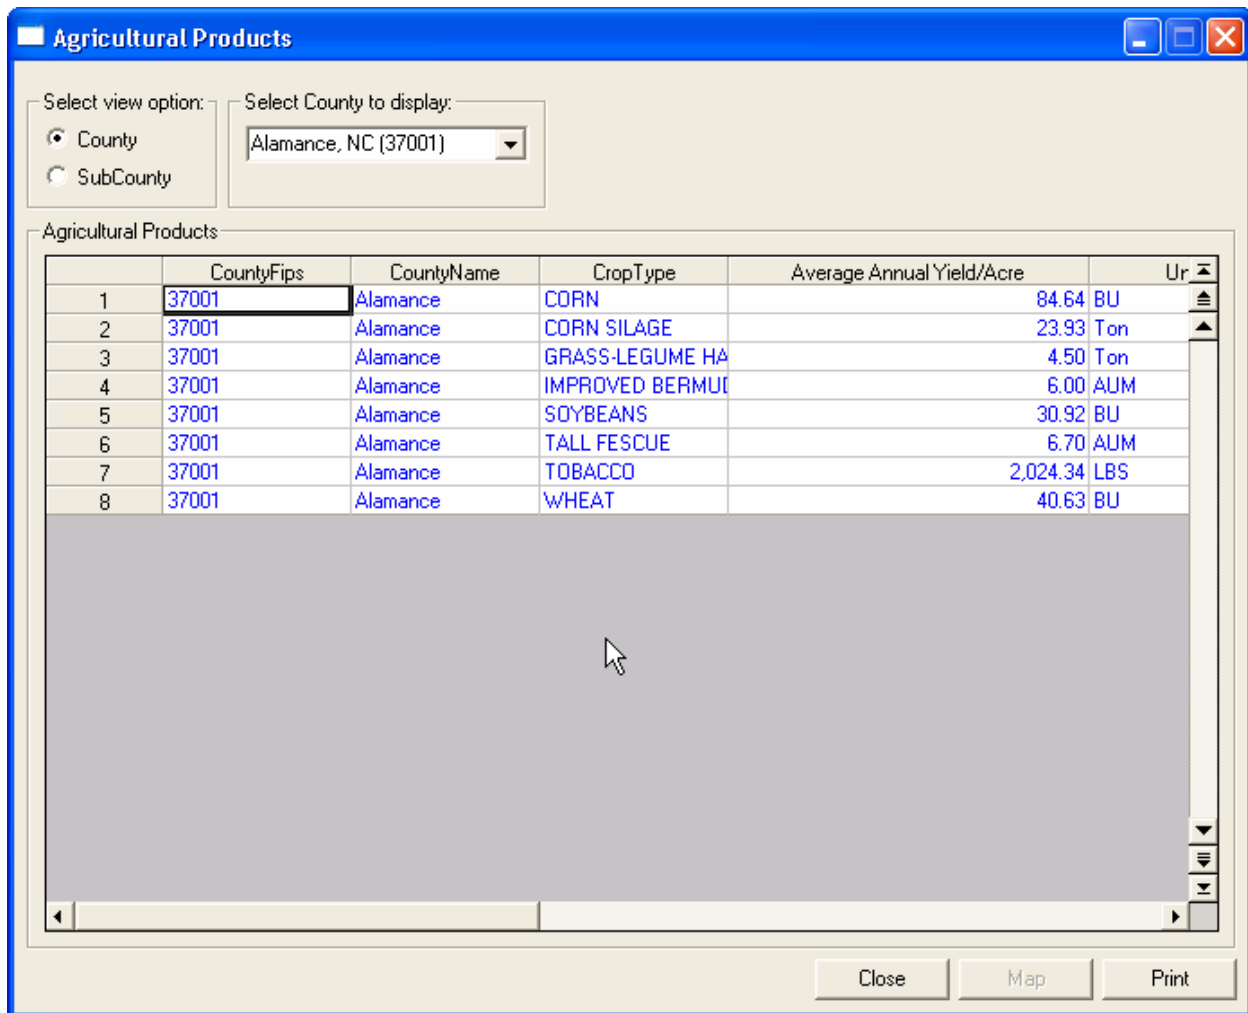 Agricultural Products
Select view option: Select County to display:
County Alamance, NC (37001)
SubCounty
Agricultural Products
CountyFips CountyName CropType Average Annual Yield/Acre Un
1 37001 Alamance CORN 84.64 BU
2 37001 Alamance CORN SILAGE 23.93 Ton
3 37001 Alamance GRASS-LEGUME HA 4.50 Ton
4 37001 Alamance IMPROVED BERMUD 6.00 AUM
5 37001 Alamance SOYBEANS 30.92 BU
6 37001 Alamance TALL FESCUE 6.70 AUM
7 37001 Alamance TOBACCO 2,024.34 LBS
8 37001 Alamance WHEAT 40.63 BU
Close Map Print